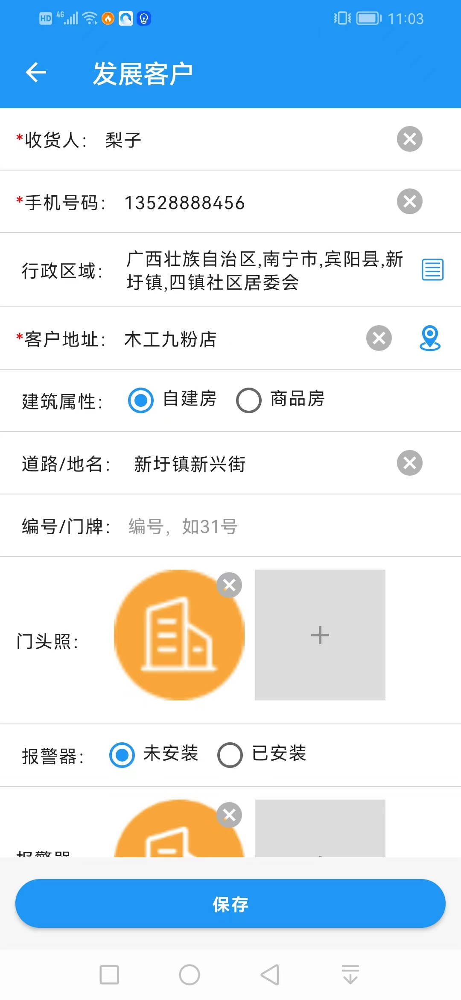 HD 4G 11:03
发展客户
*收货人： 梨子
*手机号码： 13528888456
行政区域： 广西壮族自治区,南宁市,宾阳县,新
圩镇,四镇社区居委会
*客户地址： 木工九粉店
建筑属性： 自建房 商品房
道路/地名： 新圩镇新兴街
编号/门牌： 编号，如31号
门头照：
报警器： 未安装 已安装
报警器
保存